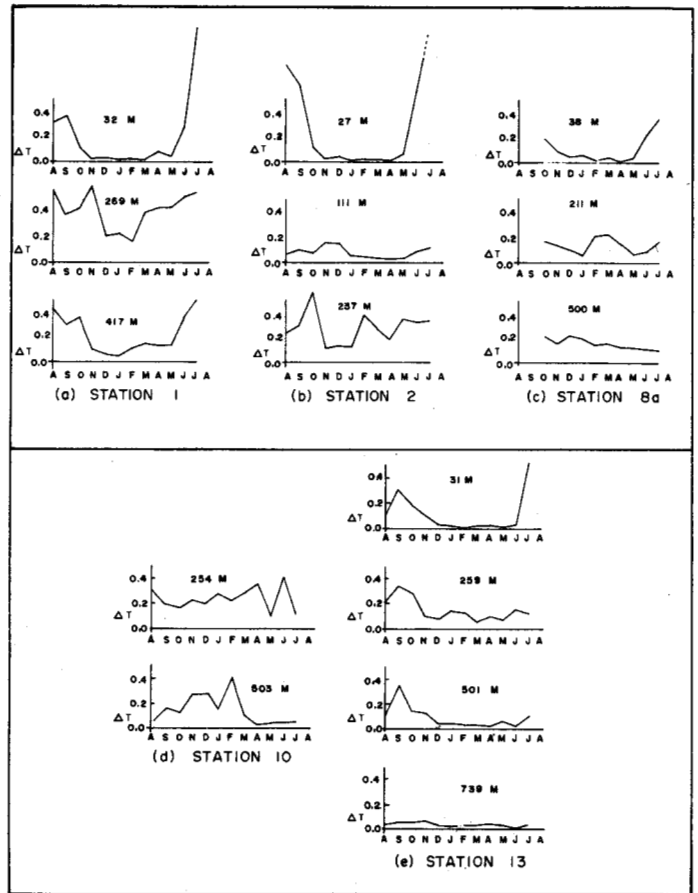 0.4
32 M
0.2
ΔT
0.0
A S O N D J F M A M J J A
269 M
0.4
0.2
ΔT
0.0
0.4
417 M
0.2
ΔT
0.0
A S O N D J F M A M J J A
(a) STATION 1
0.4
27 M
0.2
ΔT
0.0
A S O N D J F M A M J J A
111 M
0.4
0.2
ΔT
0.0
0.4
237 M
0.2
ΔT
0.0
A S O N D J F M A M J J A
(b) STATION 2
0.4
38 M
0.2
ΔT
0.0
A S O N D J F M A M J J A
211 M
0.4
0.2
ΔT
0.0
0.4
500 M
0.2
ΔT
0.0
A S O N D J F M A M J J A
(c) STATION 8a
0.4
254 M
0.2
ΔT
0.0
A S O N D J F M A M J J A
0.4
503 M
0.2
ΔT
0.0
A S O N D J F M A M J J A
(d) STATION 10
0.4
31 M
0.2
ΔT
0.0
A S O N D J F M A M J J A
0.4
259 M
0.2
ΔT
0.0
A S O N D J F M A M J J A
0.4
501 M
0.2
ΔT
0.0
A S O N D J F M A M J J A
0.4
739 M
0.2
ΔT
0.0
A S O N D J F M A M J J A
(e) STATION 13